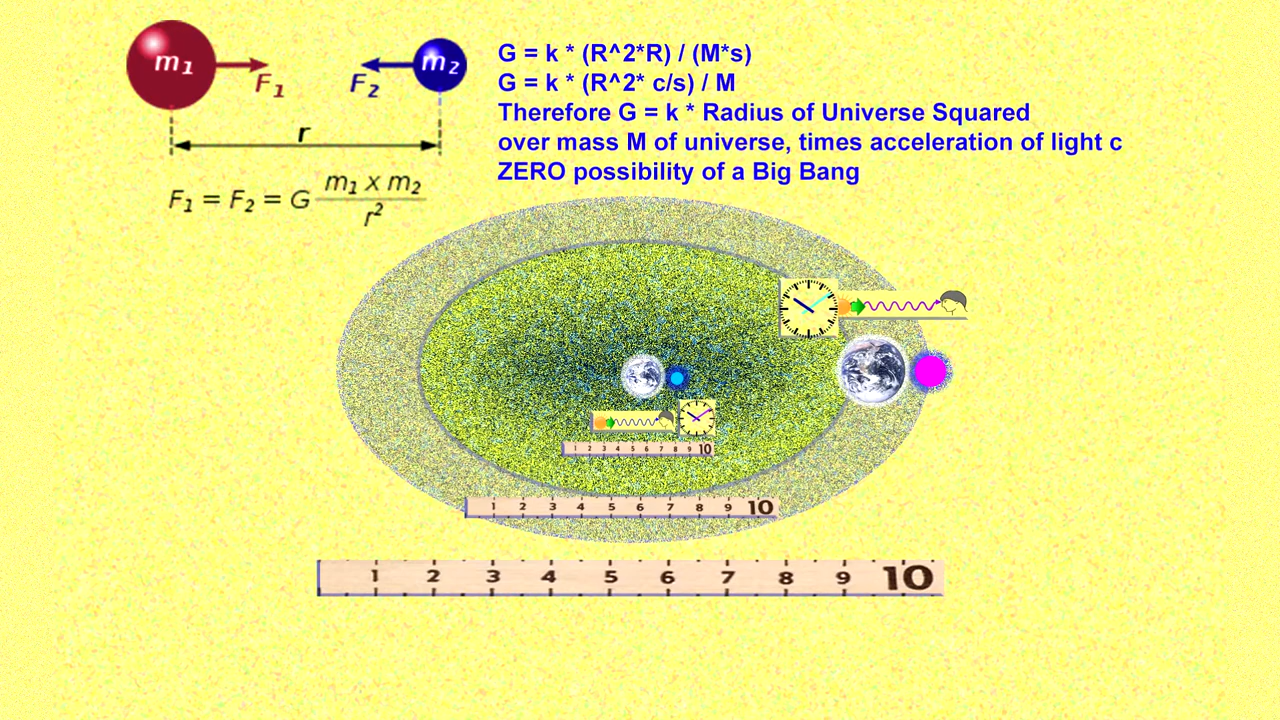 m₁
F₁
F₂
m₂
r
F₁ = F₂ = G m₁ x m₂ / r²
G = k * (R^2*R) / (M*s)
G = k * (R^2* c/s) / M
Therefore G = k * Radius of Universe Squared
over mass M of universe, times acceleration of light c
ZERO possibility of a Big Bang
1 2 3 4 5 6 7 8 9 10
1 2 3 4 5 6 7 8 9 10
1 2 3 4 5 6 7 8 9 10